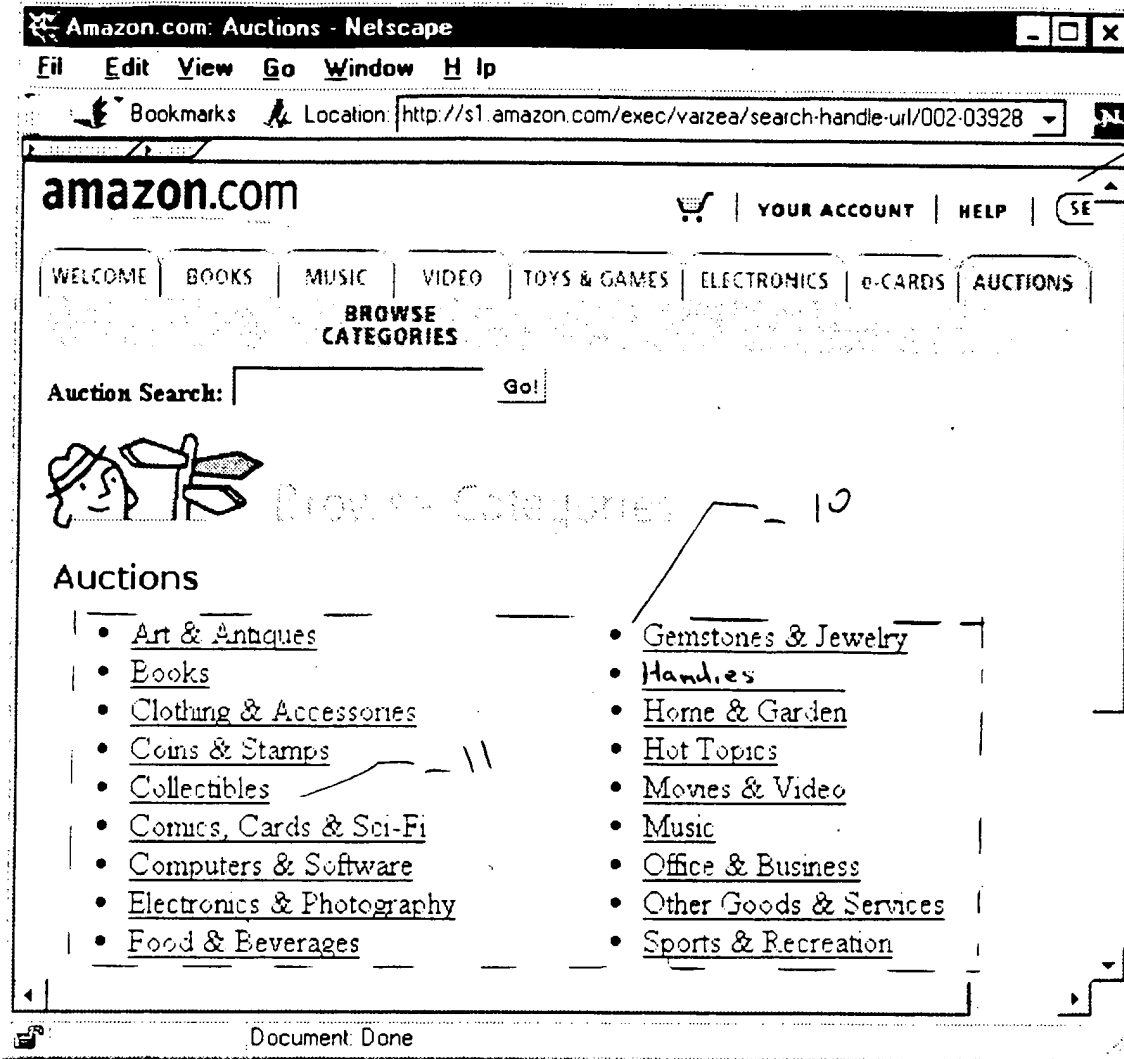 Amazon.com: Auctions - Netscape
Fil Edit View Go Window H lp
Bookmarks Location: http://s1.amazon.com/exec/varzea/search-handle-url/002-03928
amazon.com
YOUR ACCOUNT | HELP | SE
WELCOME BOOKS MUSIC VIDEO TOYS & GAMES ELECTRONICS e-CARDS AUCTIONS
BROWSE
CATEGORIES
Auction Search: Go!
Browse Categories
10
Auctions
• Art & Antiques
• Books
• Clothing & Accessories
• Coins & Stamps
11
• Collectibles
• Comics, Cards & Sci-Fi
• Computers & Software
• Electronics & Photography
• Food & Beverages
• Gemstones & Jewelry
• Handies
• Home & Garden
• Hot Topics
• Movies & Video
• Music
• Office & Business
• Other Goods & Services
• Sports & Recreation
Document: Done